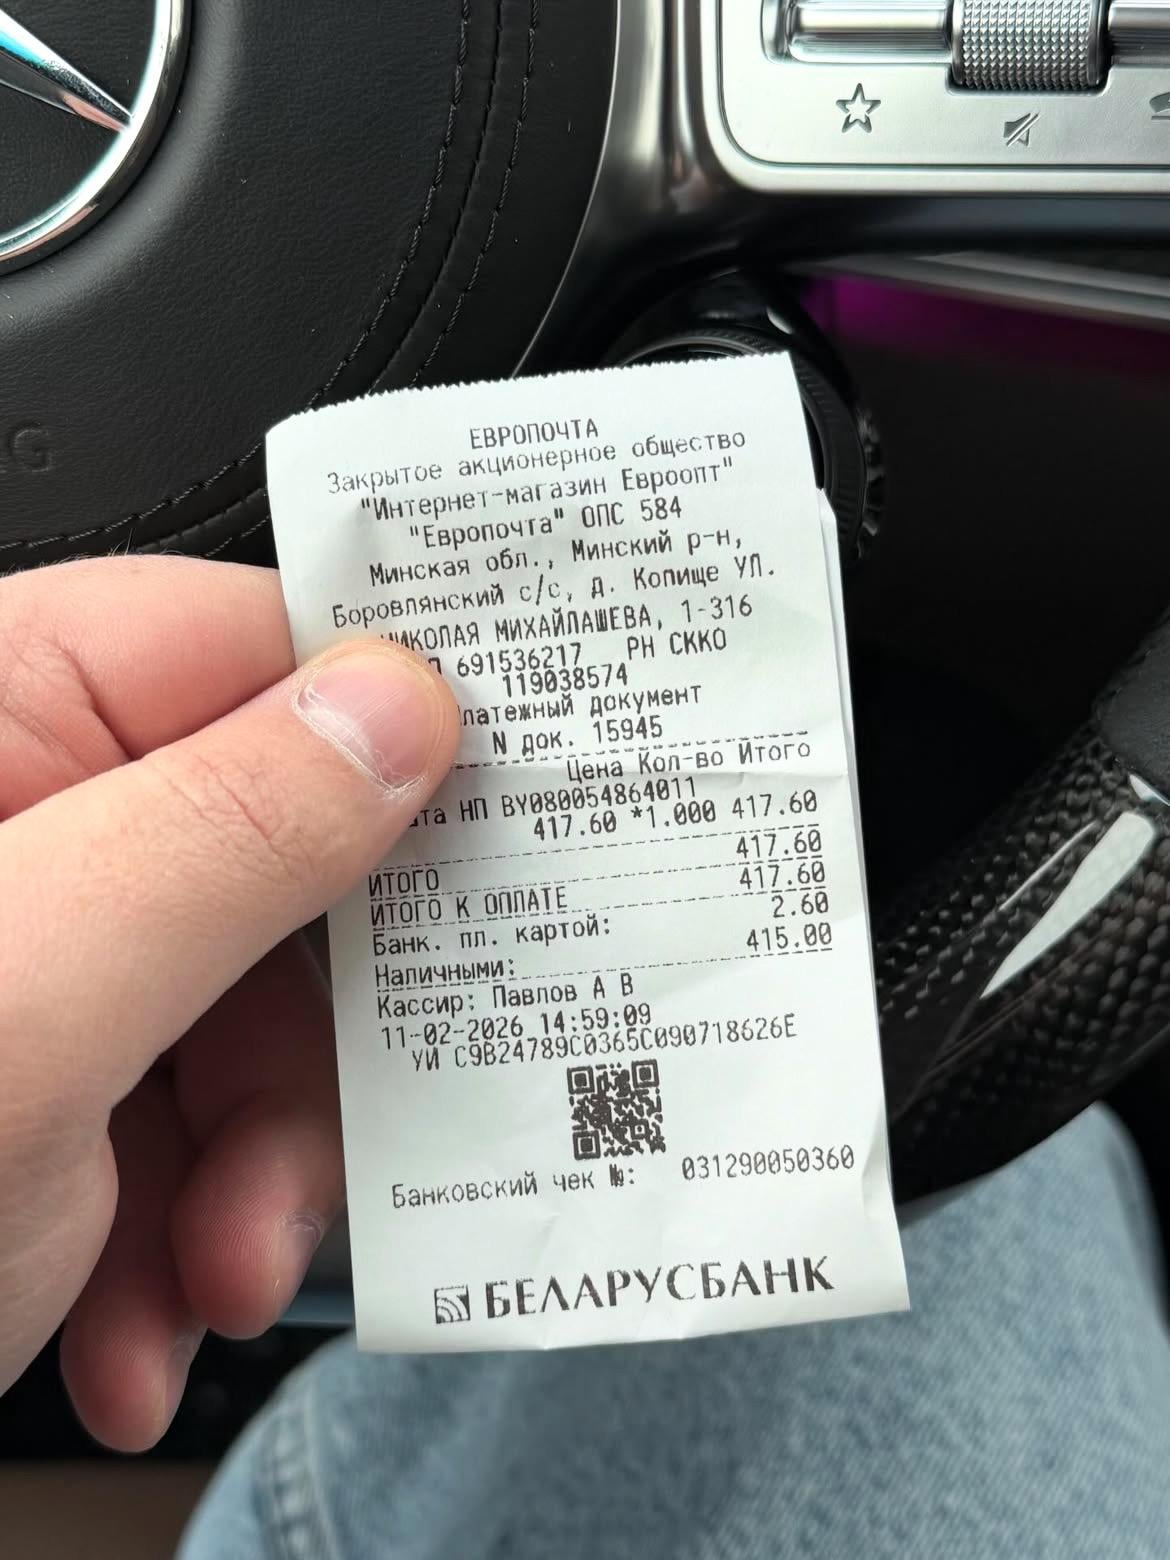 ЕВРОПОЧТА
Закрытое акционерное общество
"Интернет-магазин Евроопт"
"Европочта" ОПС 584
Минская обл., Минский р-н,
Боровлянский с/с, д. Копище УЛ.
НИКОЛАЯ МИХАЙЛАШЕВА, 1-316
691536217 РН СККО
119038574
латежный документ
N док. 15945
Цена Кол-во Итого
та НП BY080054864011
417.60 *1.000 417.60
ИТОГО 417.60
ИТОГО К ОПЛАТЕ 417.60
Банк. пл. картой: 2.60
Наличными: 415.00
Кассир: Павлов А В
11-02-2026 14:59:09
УИ C9B24789C0365C090718626E
Банковский чек №: 031290050360
БЕЛАРУСБАНК